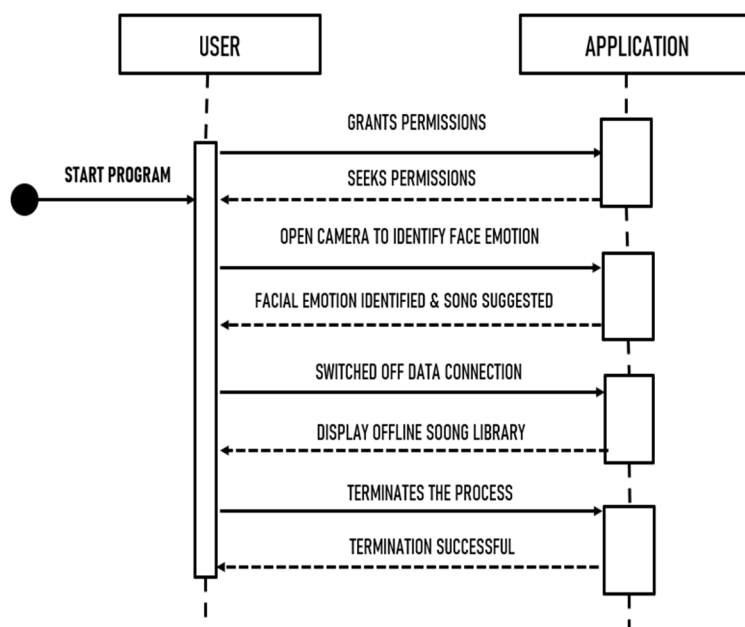 USER
APPLICATION
GRANTS PERMISSIONS
START PROGRAM
SEEKS PERMISSIONS
OPEN CAMERA TO IDENTIFY FACE EMOTION
FACIAL EMOTION IDENTIFIED & SONG SUGGESTED
SWITCHED OFF DATA CONNECTION
DISPLAY OFFLINE SOONG LIBRARY
TERMINATES THE PROCESS
TERMINATION SUCCESSFUL